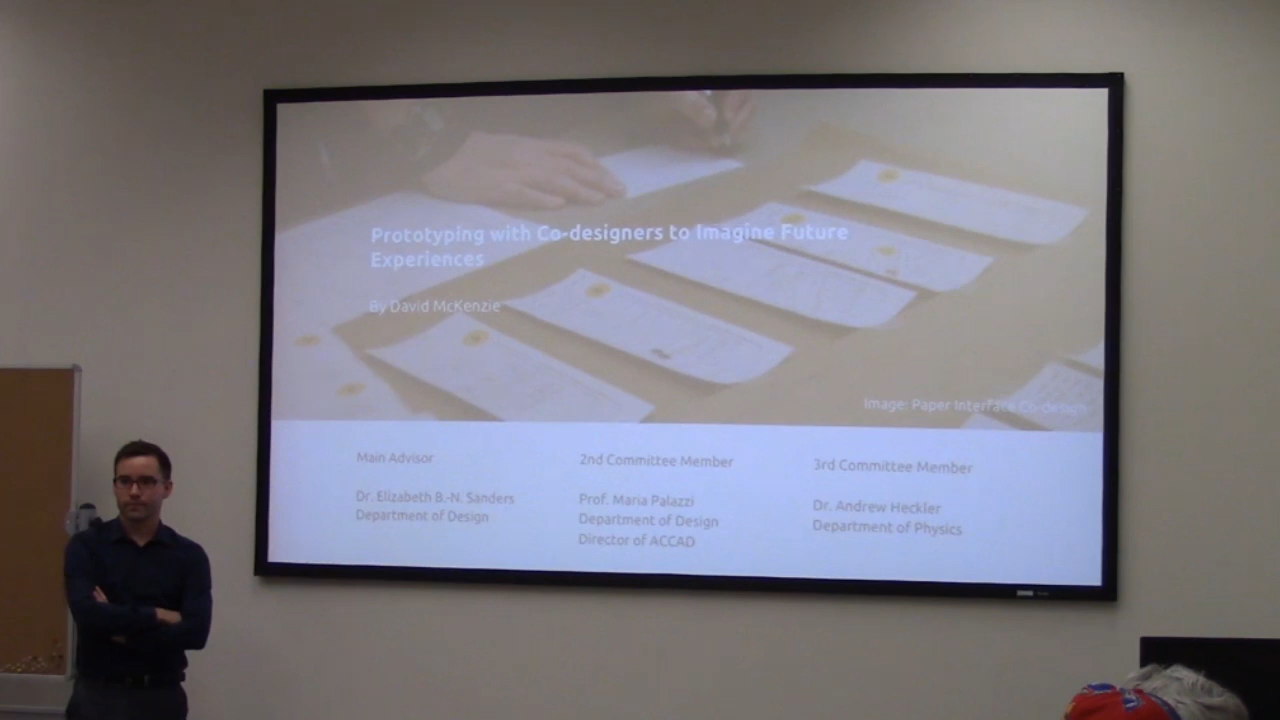 Prototyping with Co-designers to Imagine Future
Experiences
By David McKenzie
Image: Paper Interface Co-design
Main Advisor
Dr. Elizabeth B.-N. Sanders
Department of Design
2nd Committee Member
Prof. Maria Palazzi
Department of Design
Director of ACCAD
3rd Committee Member
Dr. Andrew Heckler
Department of Physics